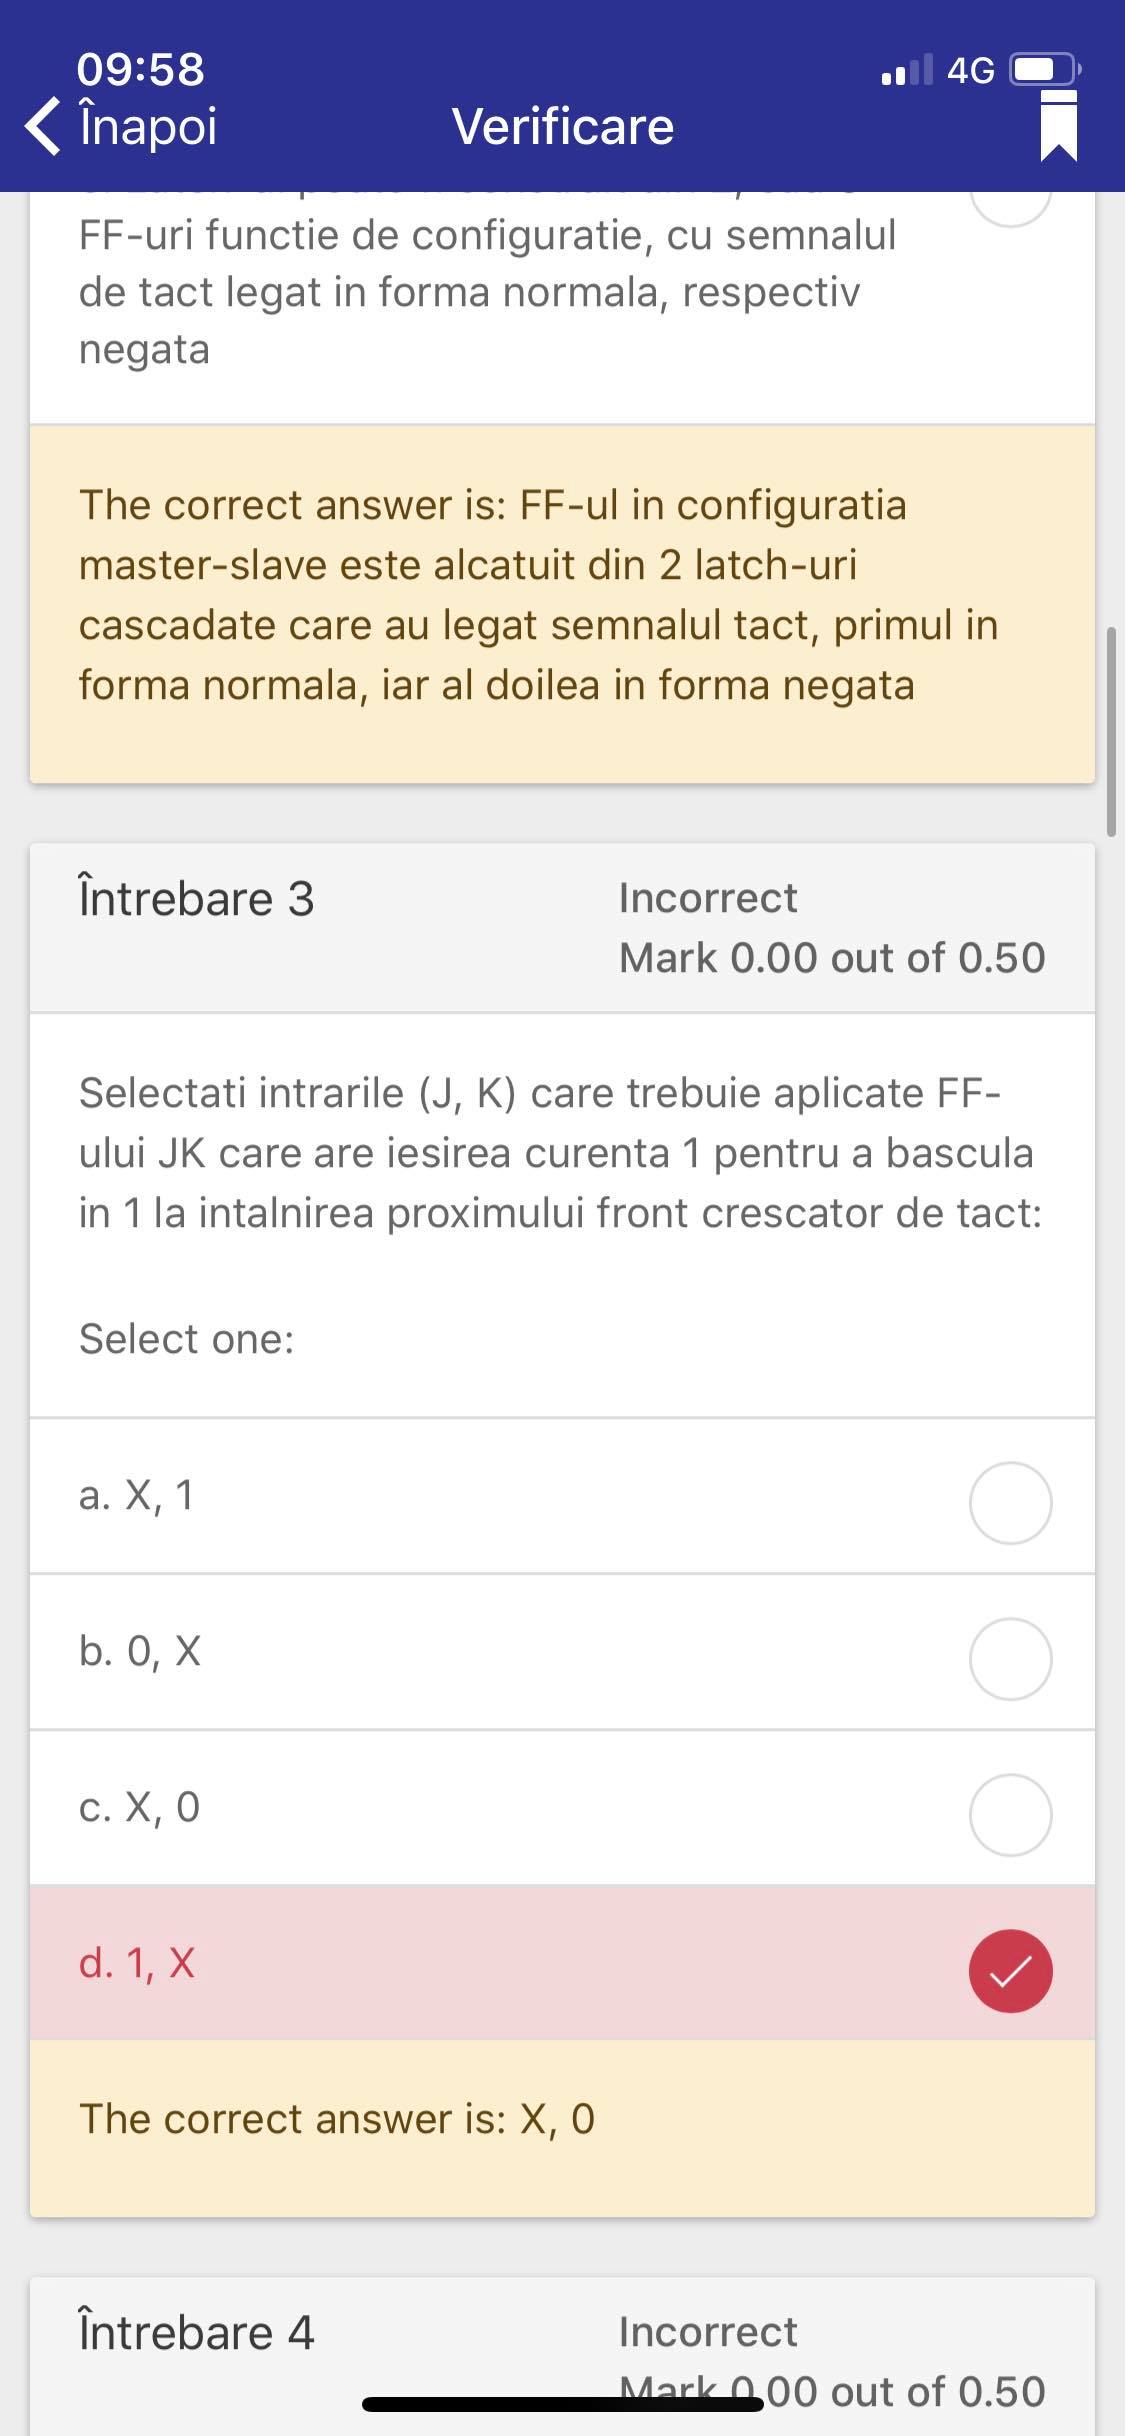 09:58
4G
Înapoi
Verificare
FF-uri functie de configuratie, cu semnalul
de tact legat in forma normala, respectiv
negata
The correct answer is: FF-ul in configuratia
master-slave este alcatuit din 2 latch-uri
cascadate care au legat semnalul tact, primul in
forma normala, iar al doilea in forma negata
Întrebare 3
Incorrect
Mark 0.00 out of 0.50
Selectati intrarile (J, K) care trebuie aplicate FF-
ului JK care are iesirea curenta 1 pentru a bascula
in 1 la intalnirea proximului front crescator de tact:
Select one:
a. X, 1
b. 0, X
c. X, 0
d. 1, X
The correct answer is: X, 0
Întrebare 4
Incorrect
Mark 0.00 out of 0.50